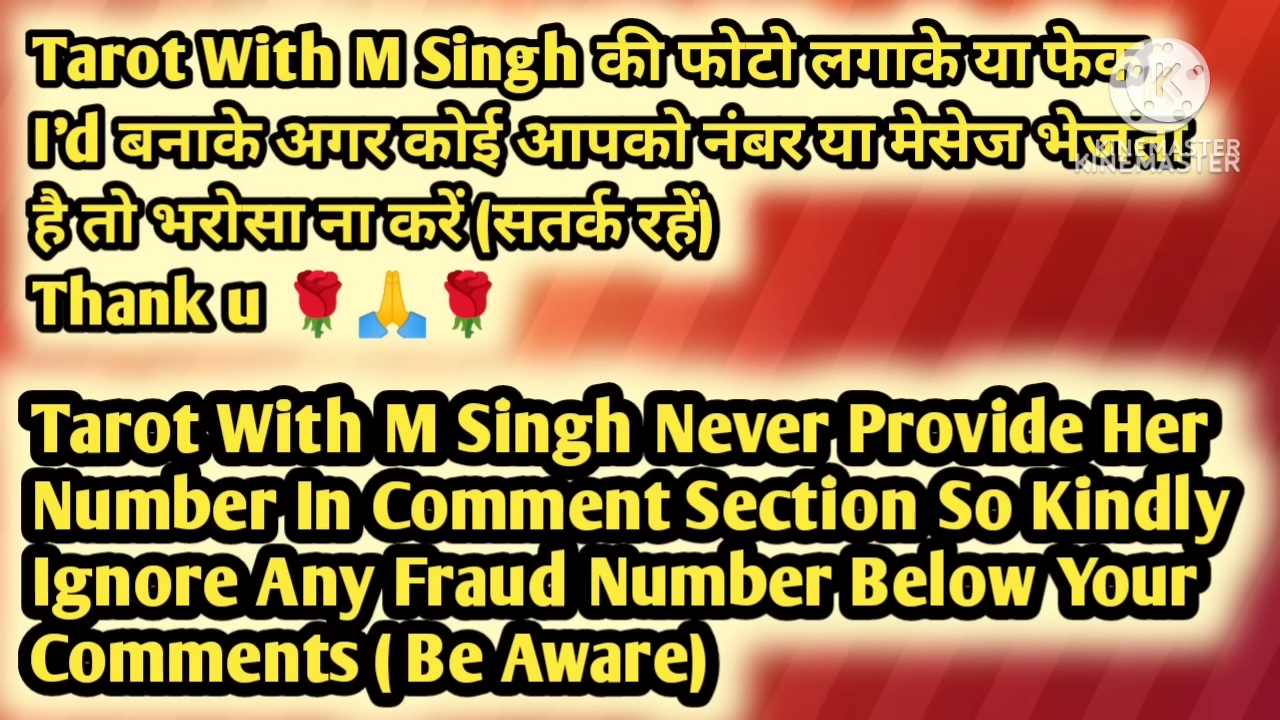 Tarot With M Singh की फोटो लगाके या फेक
I'd बनाके अगर कोई आपको नंबर या मेसेज
है तो भरोसा ना करें (सतर्क रहें)
Thank u 🌹🙏🌹
Tarot With M Singh Never Provide Her
Number In Comment Section So Kindly
Ignore Any Fraud Number Below Your
Comments ( Be Aware)
K
KINEMASTER
KINEMASTER